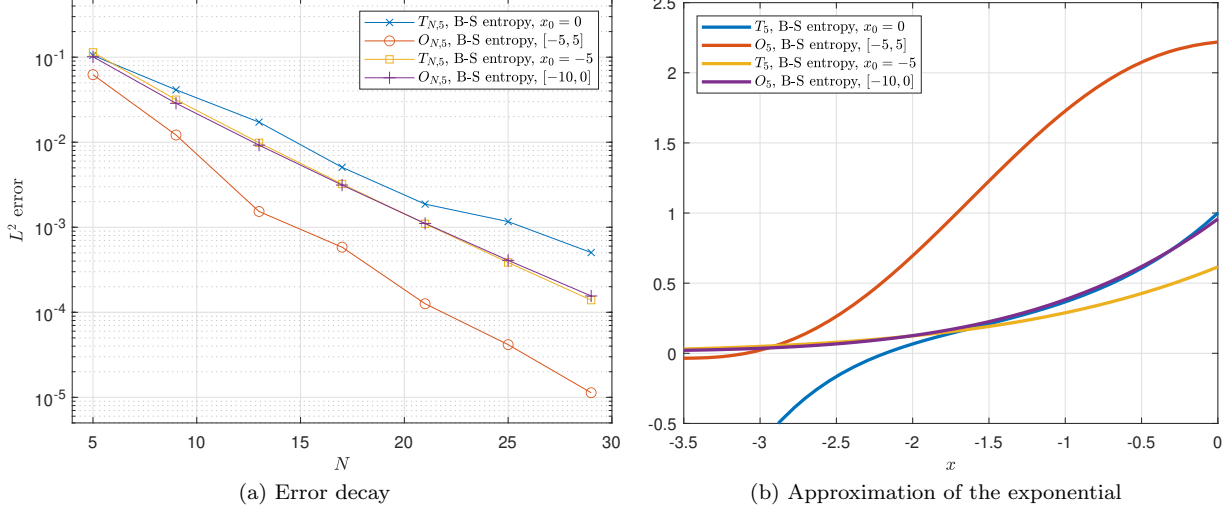 $T_{N,5}$, B-S entropy, $x_0 = 0$
$O_{N,5}$, B-S entropy, $[-5, 5]$
$T_{N,5}$, B-S entropy, $x_0 = -5$
$O_{N,5}$, B-S entropy, $[-10, 0]$
$10^{-1}$
$10^{-2}$
$10^{-3}$
$10^{-4}$
$10^{-5}$
$L^2$ error
5 10 15 20 25 30
$N$
(a) Error decay
$T_5$, B-S entropy, $x_0 = 0$
$O_5$, B-S entropy, $[-5, 5]$
$T_5$, B-S entropy, $x_0 = -5$
$O_5$, B-S entropy, $[-10, 0]$
2.5
2
1.5
1
0.5
0
-0.5
-3.5 -3 -2.5 -2 -1.5 -1 -0.5 0
$x$
(b) Approximation of the exponential